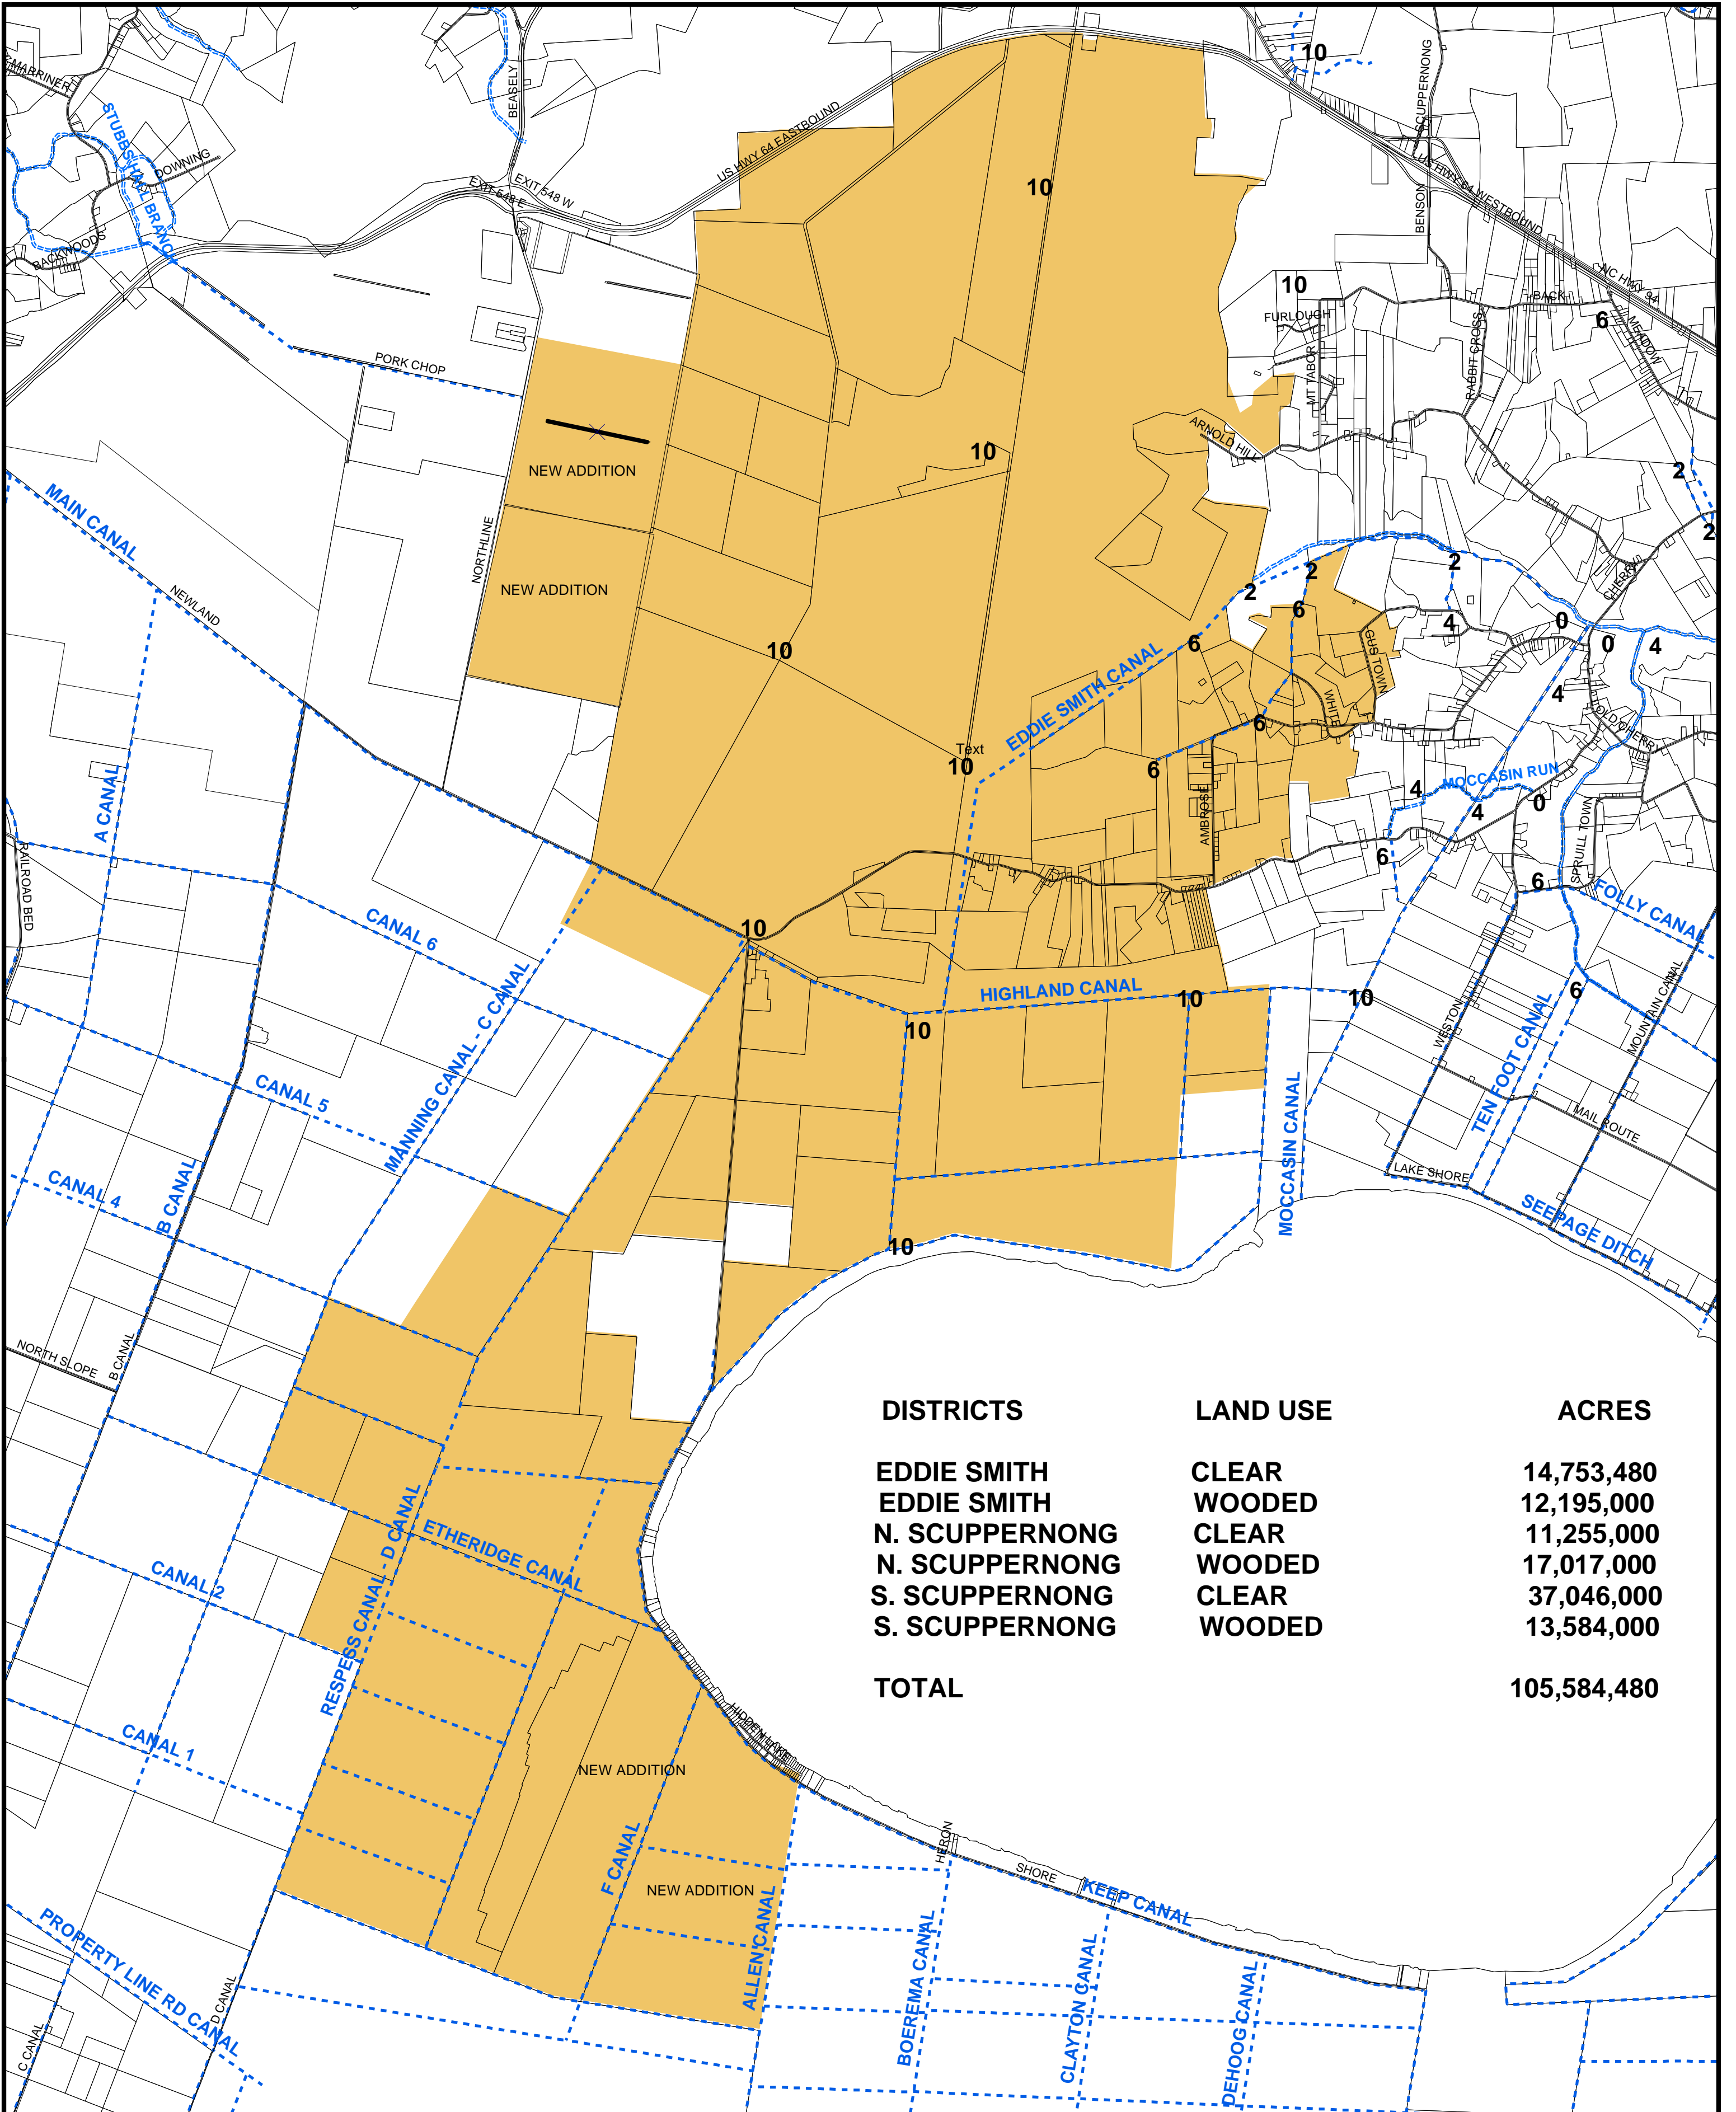 MARRINER
STUBBS HALL BRANCH
DOWNING
BACKWOODS
BEASELY
EXIT 548 E
EXIT 548 W
US HWY 64 EASTBOUND
10
10
SCUPPERNONG
US HWY 64 WESTBOUND
BENSON
NC HWY 94
10
FURLOUGH
BACK
6
MEADOW
MT TABOR
RABBIT CROSS
PORK CHOP
NEW ADDITION
10
ARNOLD HILL
2
2
MAIN CANAL
NEWLAND
NORTHLINE
NEW ADDITION
2
2
2
6
CHERRY
4
0
0
4
10
6
EDDIE SMITH CANAL
GUS TOWN
WHITE
4
OLD CHERRY
Text
10
6
6
MOCCASIN RUN
4
4
0
A CANAL
AMBROSE
6
SPRUILL TOWN
RAILROAD BED
6
FOLLY CANAL
CANAL 6
10
MANNING CANAL - C CANAL
HIGHLAND CANAL
10
10
10
6
WESTON
TEN FOOT CANAL
MOUNTAIN CANAL
CANAL 5
MOCCASIN CANAL
MAIL ROUTE
CANAL 4
B CANAL
LAKE SHORE
SEEPAGE DITCH
10
NORTH SLOPE
B CANAL
DISTRICTS LAND USE ACRES
EDDIE SMITH CLEAR 14,753,480
EDDIE SMITH WOODED 12,195,000
N. SCUPPERNONG CLEAR 11,255,000
N. SCUPPERNONG WOODED 17,017,000
S. SCUPPERNONG CLEAR 37,046,000
S. SCUPPERNONG WOODED 13,584,000
TOTAL 105,584,480
RESPESS CANAL - D CANAL
ETHERIDGE CANAL
CANAL 2
CANAL 1
HIDDEN LAKE
NEW ADDITION
F CANAL
NEW ADDITION
ALLEN CANAL
HERON
SHORE
KEEP CANAL
BOEREMA CANAL
CLAYTON CANAL
DEHOOG CANAL
PROPERTY LINE RD CANAL
D CANAL
C CANAL